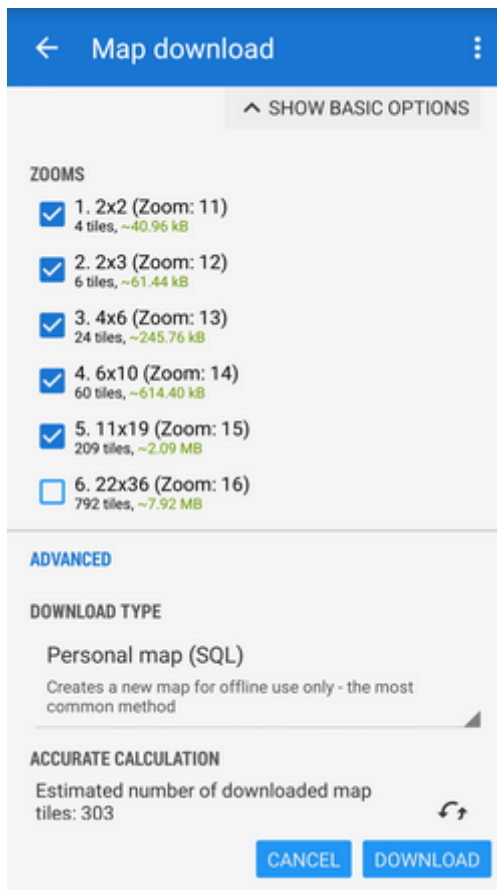 Map download
SHOW BASIC OPTIONS
ZOOMS
1. 2x2 (Zoom: 11)
4 tiles, ~40.96 kB
2. 2x3 (Zoom: 12)
6 tiles, ~61.44 kB
3. 4x6 (Zoom: 13)
24 tiles, ~245.76 kB
4. 6x10 (Zoom: 14)
60 tiles, ~614.40 kB
5. 11x19 (Zoom: 15)
209 tiles, ~2.09 MB
6. 22x36 (Zoom: 16)
792 tiles, ~7.92 MB
ADVANCED
DOWNLOAD TYPE
Personal map (SQL)
Creates a new map for offline use only - the most
common method
ACCURATE CALCULATION
Estimated number of downloaded map
tiles: 303
CANCEL DOWNLOAD